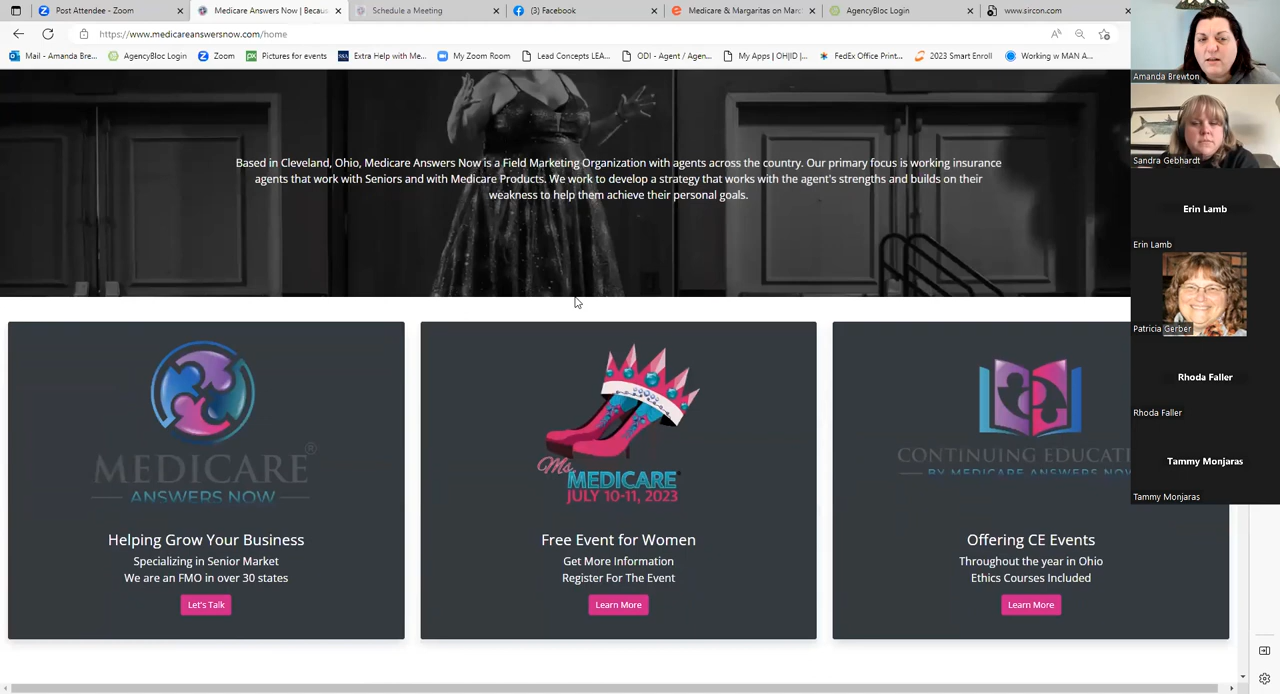 Post Attendee - Zoom
Medicare Answers Now | Becau
Schedule a Meeting
(3) Facebook
Medicare & Margaritas on Marc
AgencyBloc Login
www.sircon.com
https://www.medicareanswersnow.com/home
Mail - Amanda Bre...
AgencyBloc Login
Zoom
Pictures for events
Extra Help with Me...
My Zoom Room
Lead Concepts LEA...
ODI - Agent / Agen...
My Apps | OH|ID |...
FedEx Office Print...
2023 Smart Enroll
Working w MAN A...
Based in Cleveland, Ohio, Medicare Answers Now is a Field Marketing Organization with agents across the country. Our primary focus is working insurance
agents that work with Seniors and with Medicare Products. We work to develop a strategy that works with the agent's strengths and builds on their
weakness to help them achieve their personal goals.
MEDICARE®
ANSWERS NOW
Helping Grow Your Business
Specializing in Senior Market
We are an FMO in over 30 states
Let's Talk
Ms.
MEDICARE
JULY 10-11, 2023
Free Event for Women
Get More Information
Register For The Event
Learn More
CONTINUING EDUCATI
BY MEDICARE ANSWERS NOW
Offering CE Events
Throughout the year in Ohio
Ethics Courses Included
Learn More
Amanda Brewton
Sandra Gebhardt
Erin Lamb
Erin Lamb
Patricia Gerber
Rhoda Faller
Rhoda Faller
Tammy Monjaras
Tammy Monjaras